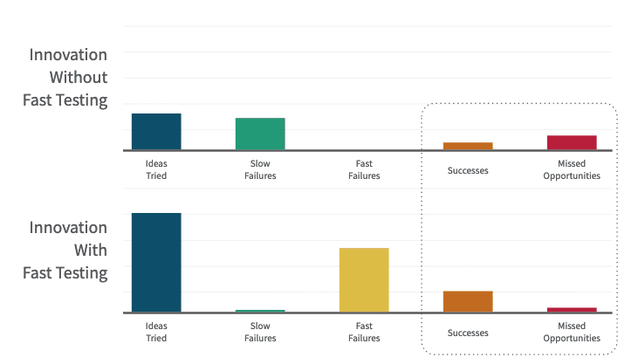 Innovation
Without
Fast Testing
Ideas
Tried
Slow
Failures
Fast
Failures
Successes
Missed
Opportunities
Innovation
With
Fast Testing
Ideas
Tried
Slow
Failures
Fast
Failures
Successes
Missed
Opportunities